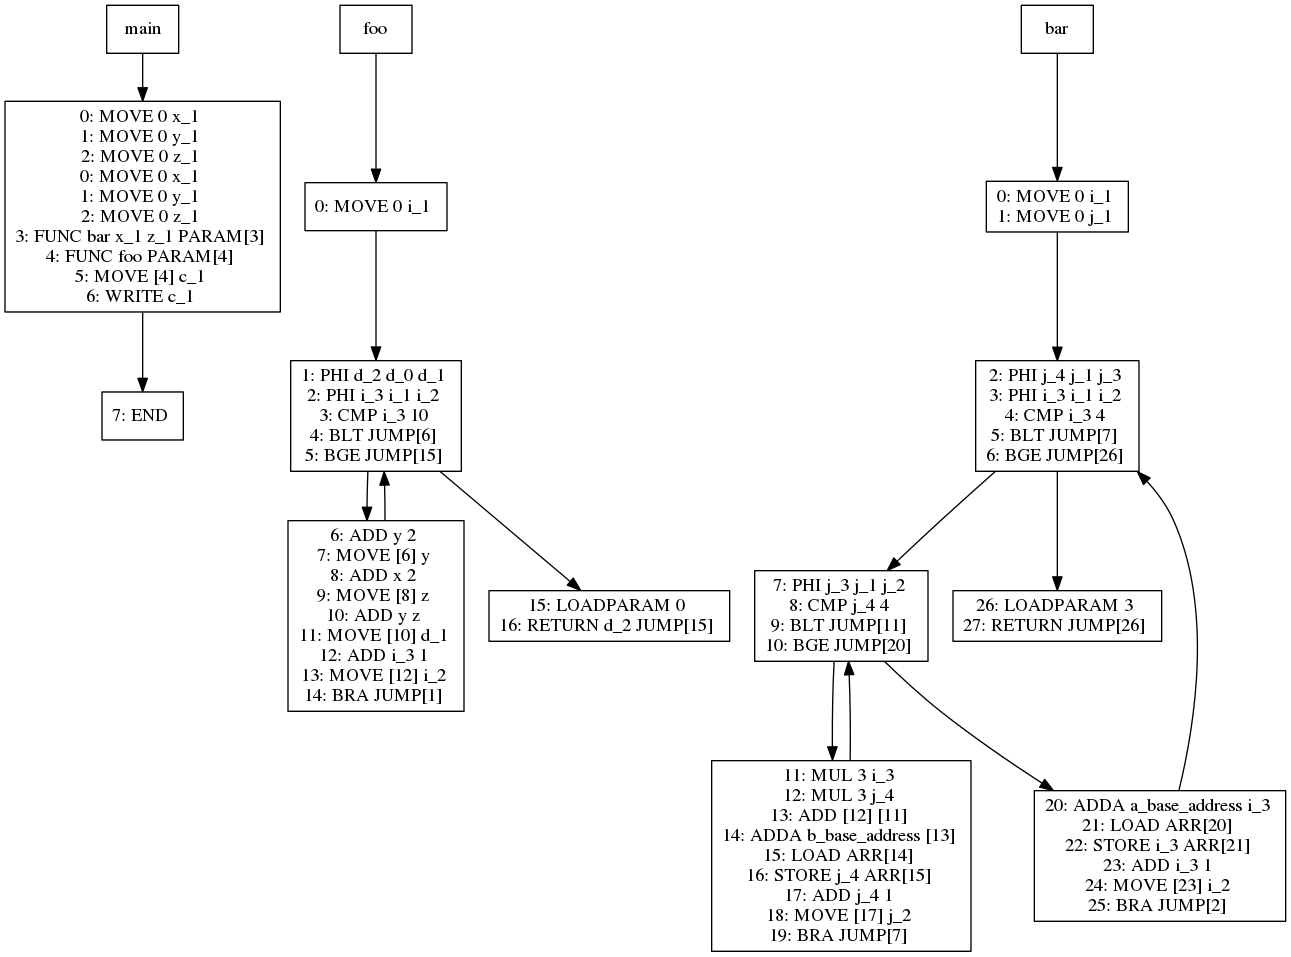 main
foo
bar
0: MOVE 0 x_1
1: MOVE 0 y_1
2: MOVE 0 z_1
0: MOVE 0 x_1
1: MOVE 0 y_1
2: MOVE 0 z_1
3: FUNC bar x_1 z_1 PARAM[3]
4: FUNC foo PARAM[4]
5: MOVE [4] c_1
6: WRITE c_1
7: END
0: MOVE 0 i_1
1: PHI d_2 d_0 d_1
2: PHI i_3 i_1 i_2
3: CMP i_3 10
4: BLT JUMP[6]
5: BGE JUMP[15]
6: ADD y 2
7: MOVE [6] y
8: ADD x 2
9: MOVE [8] z
10: ADD y z
11: MOVE [10] d_1
12: ADD i_3 1
13: MOVE [12] i_2
14: BRA JUMP[1]
15: LOADPARAM 0
16: RETURN d_2 JUMP[15]
0: MOVE 0 i_1
1: MOVE 0 j_1
2: PHI j_4 j_1 j_3
3: PHI i_3 i_1 i_2
4: CMP i_3 4
5: BLT JUMP[7]
6: BGE JUMP[26]
7: PHI j_3 j_1 j_2
8: CMP j_4 4
9: BLT JUMP[11]
10: BGE JUMP[20]
26: LOADPARAM 3
27: RETURN JUMP[26]
11: MUL 3 i_3
12: MUL 3 j_4
13: ADD [12] [11]
14: ADDA b_base_address [13]
15: LOAD ARR[14]
16: STORE j_4 ARR[15]
17: ADD j_4 1
18: MOVE [17] j_2
19: BRA JUMP[7]
20: ADDA a_base_address i_3
21: LOAD ARR[20]
22: STORE i_3 ARR[21]
23: ADD i_3 1
24: MOVE [23] i_2
25: BRA JUMP[2]